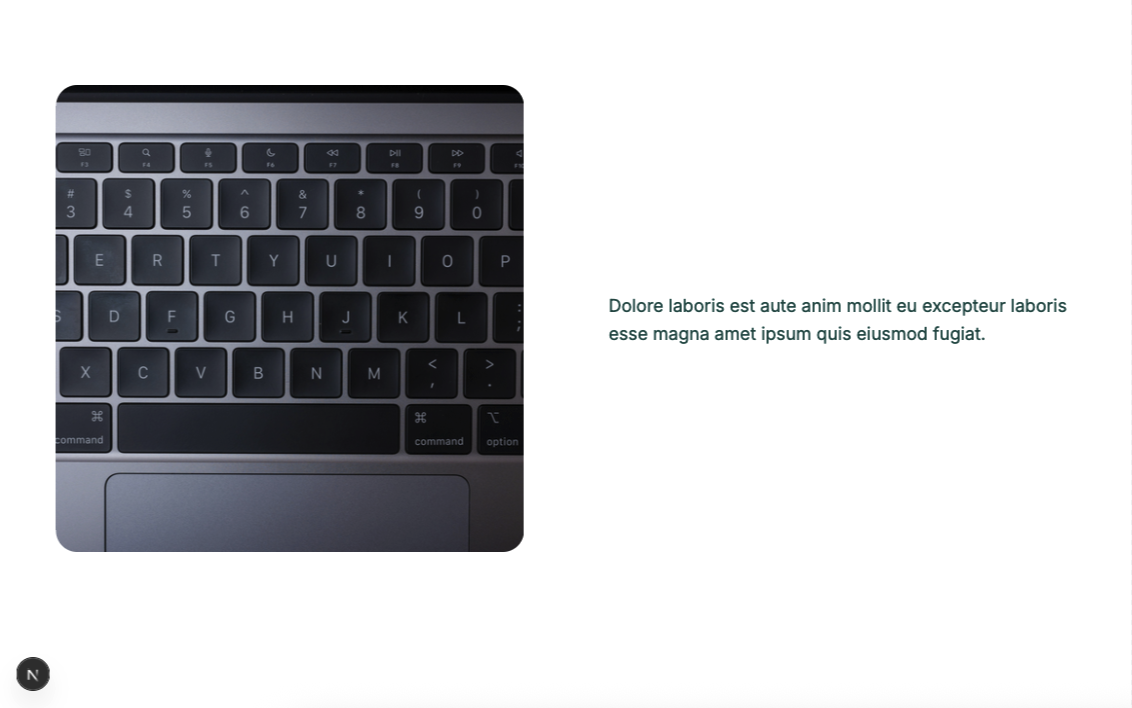 F3 F4 F5 F6 F7 F8 F9 F10
# $ % ^ & * ( )
3 4 5 6 7 8 9 0
E R T Y U I O P
S D F G H J K L
X C V B N M < >
, .
⌘ ⌘ ⌥
command command option
Dolore laboris est aute anim mollit eu excepteur laboris
esse magna amet ipsum quis eiusmod fugiat.
N